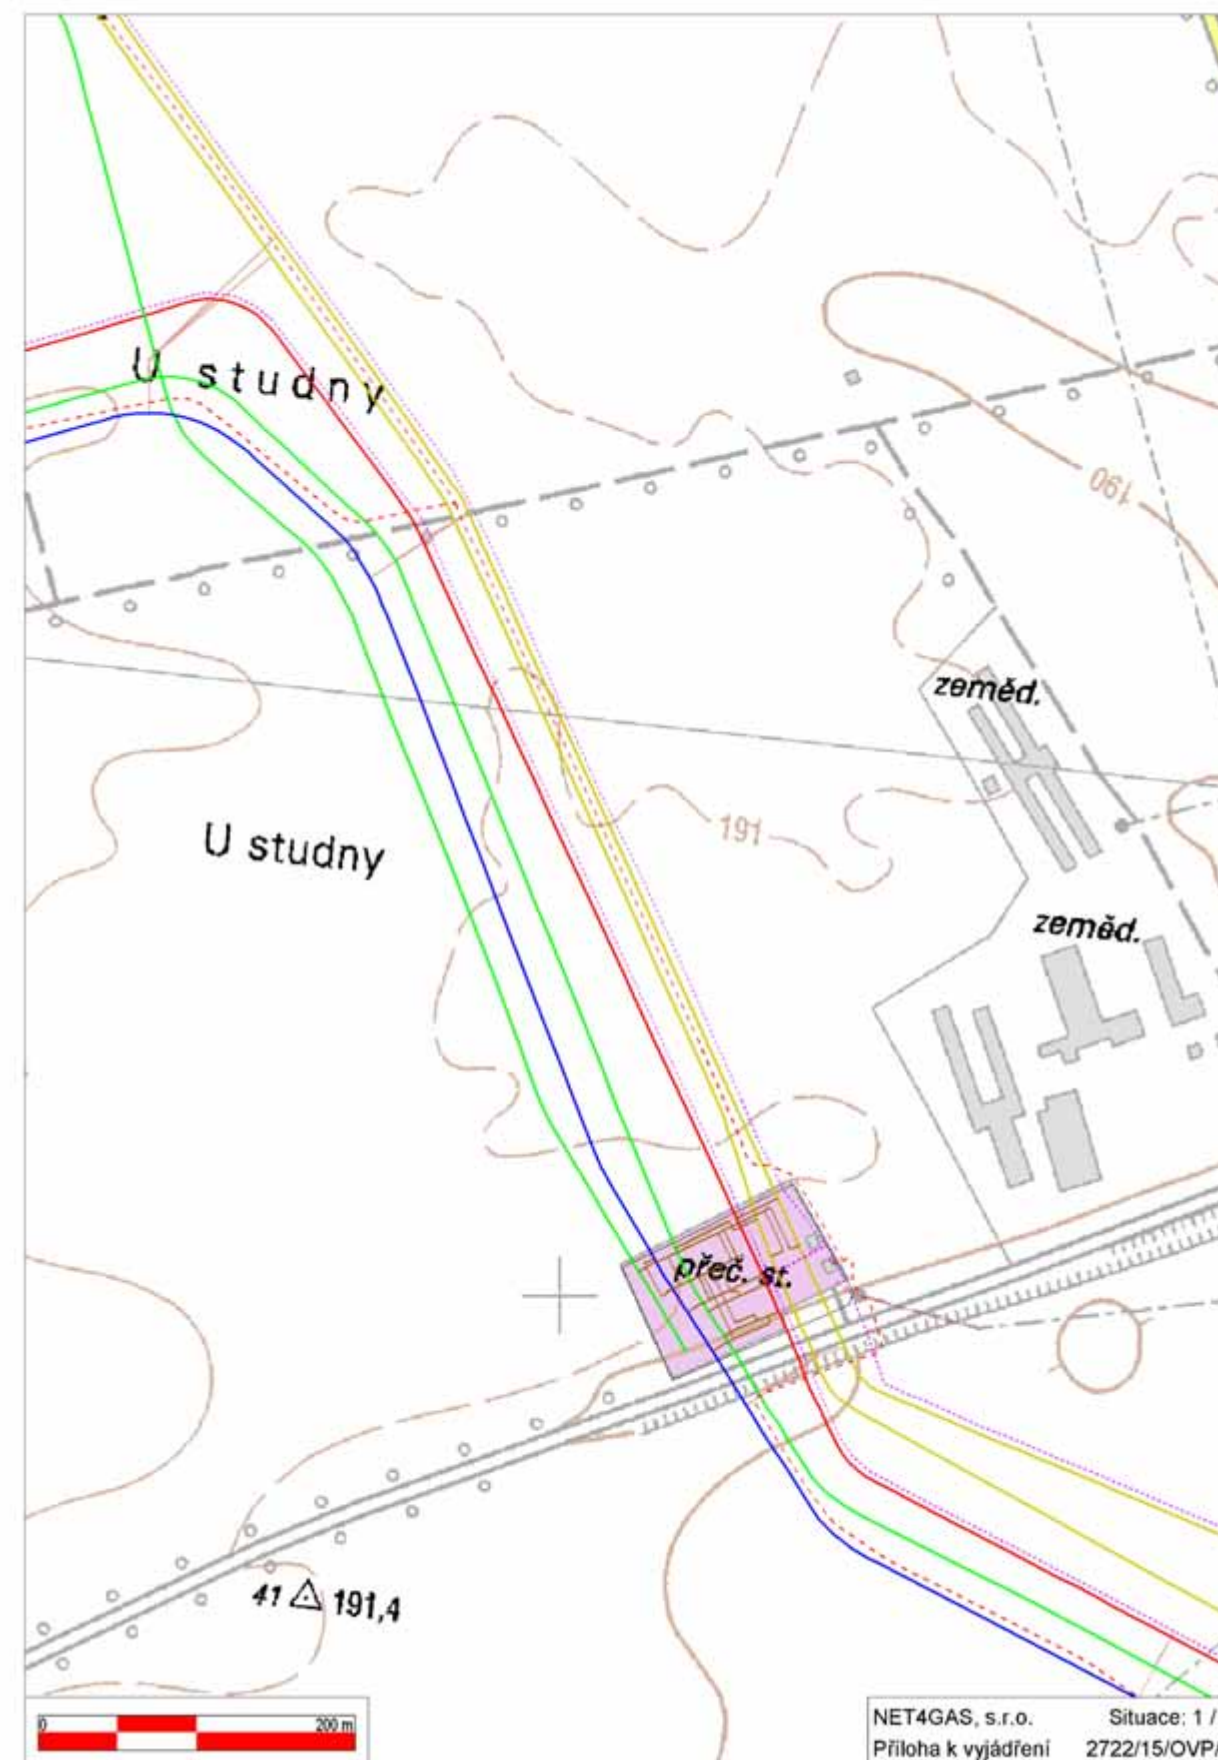 U studny
190
zeměd.
191
U studny
zeměd.
přeč. st.
41 191,4
0 200 m
NET4GAS, s.r.o. Situace: 1 /
Příloha k vyjádření 2722/15/OVP/